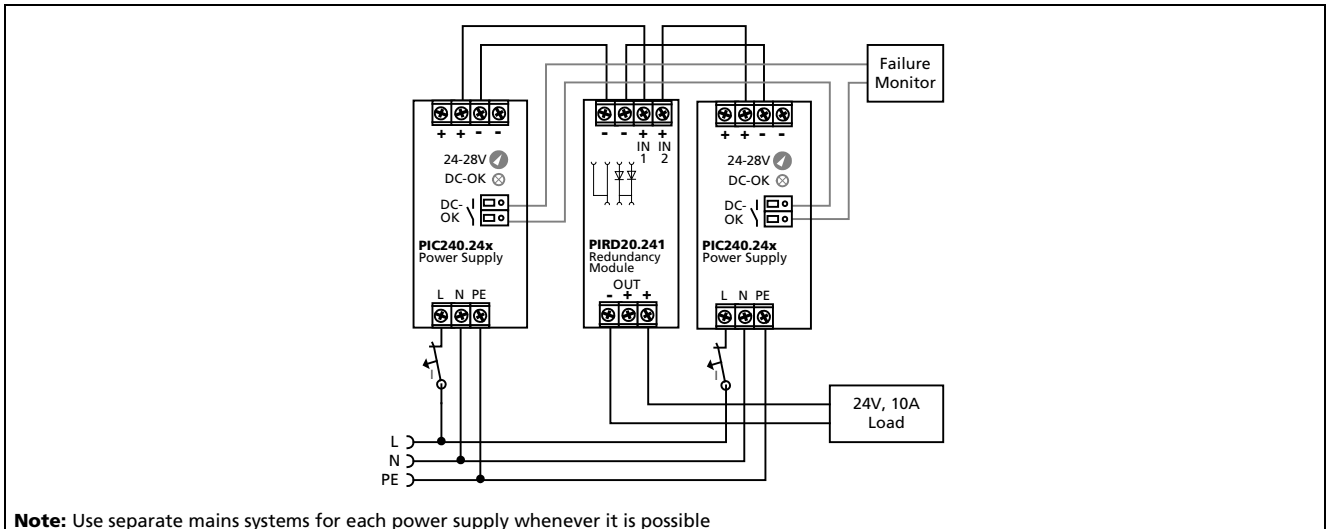 Failure
Monitor
+ + - -
24-28V
DC-OK
DC-
OK
PIC240.24x
Power Supply
L N PE
- - + +
IN IN
1 2
PIRD20.241
Redundancy
Module
OUT
- + +
+ + - -
24-28V
DC-OK
DC-
OK
PIC240.24x
Power Supply
L N PE
I
I
24V, 10A
Load
L
N
PE
Note: Use separate mains systems for each power supply whenever it is possible